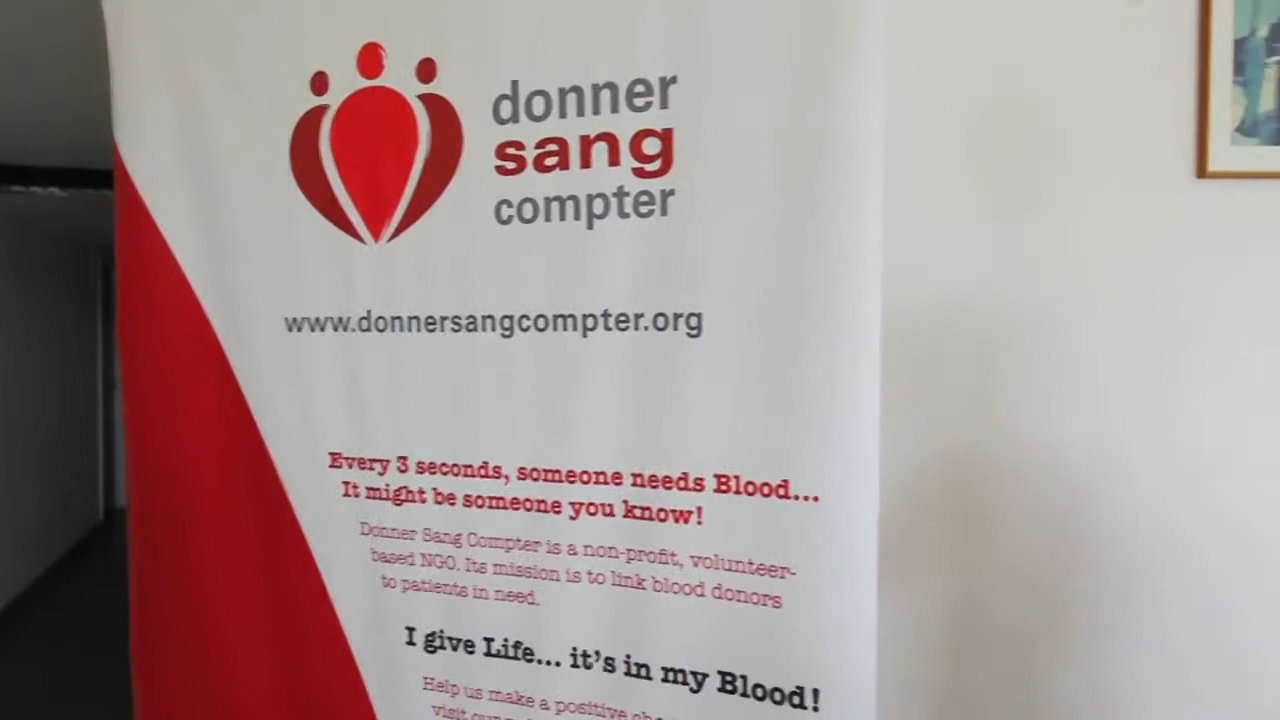 donner
sang
compter
www.donnersangcompter.org
Every 3 seconds, someone needs Blood...
It might be someone you know!
Donner Sang Compter is a non-profit, volunteer-
based NGO. Its mission is to link blood donors
to patients in need.
I give Life... it's in my Blood!
Help us make a positive
visit